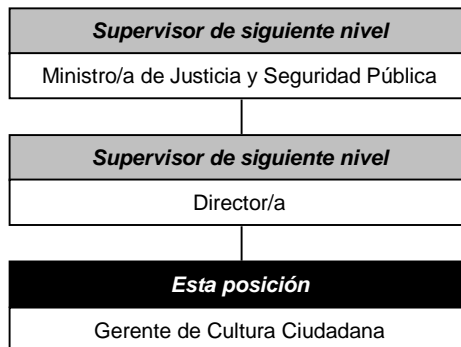 Supervisor de siguiente nivel
Ministro/a de Justicia y Seguridad Pública
Supervisor de siguiente nivel
Director/a
Esta posición
Gerente de Cultura Ciudadana